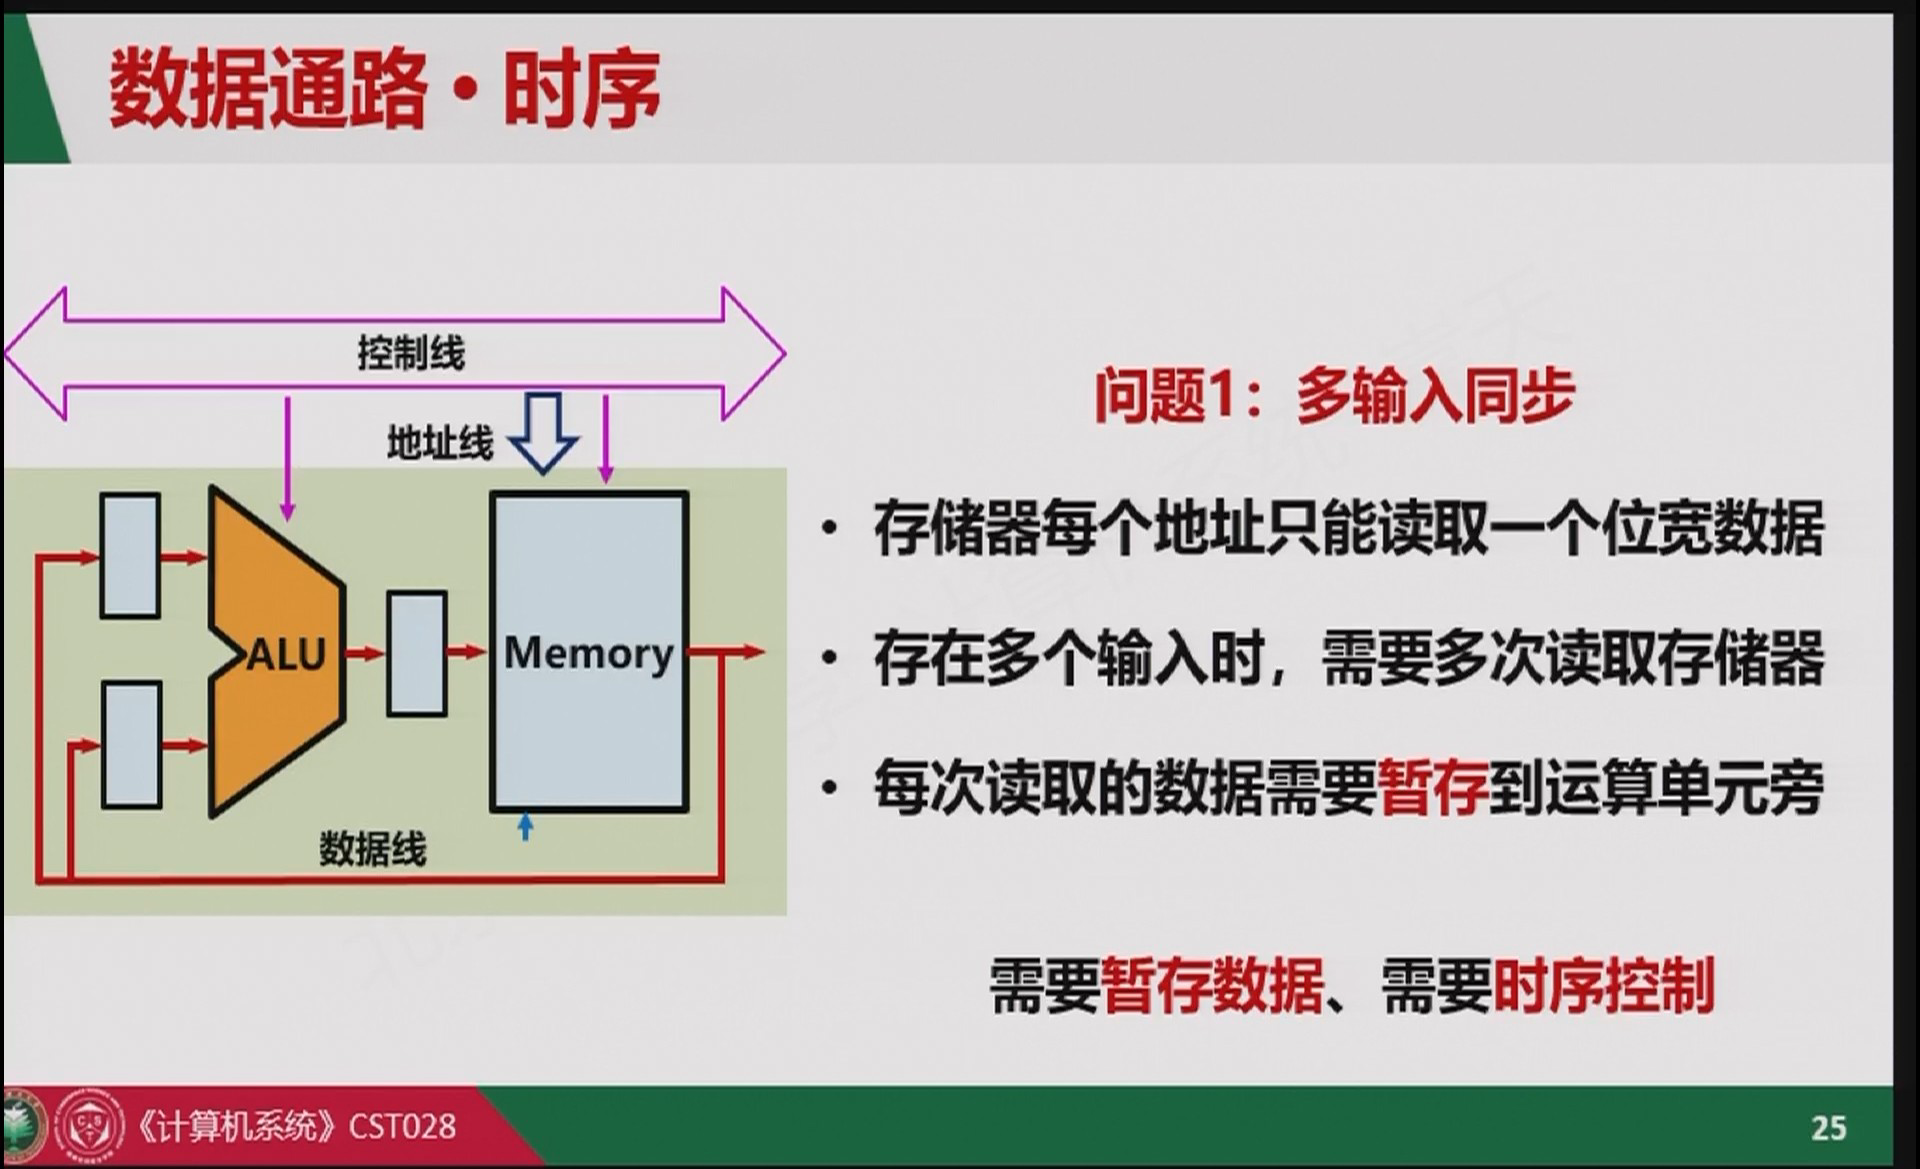 数据通路·时序
控制线
地址线
ALU
Memory
数据线
问题1：多输入同步
• 存储器每个地址只能读取一个位宽数据
• 存在多个输入时，需要多次读取存储器
• 每次读取的数据需要暂存到运算单元旁
需要暂存数据、需要时序控制
《计算机系统》CST028
25